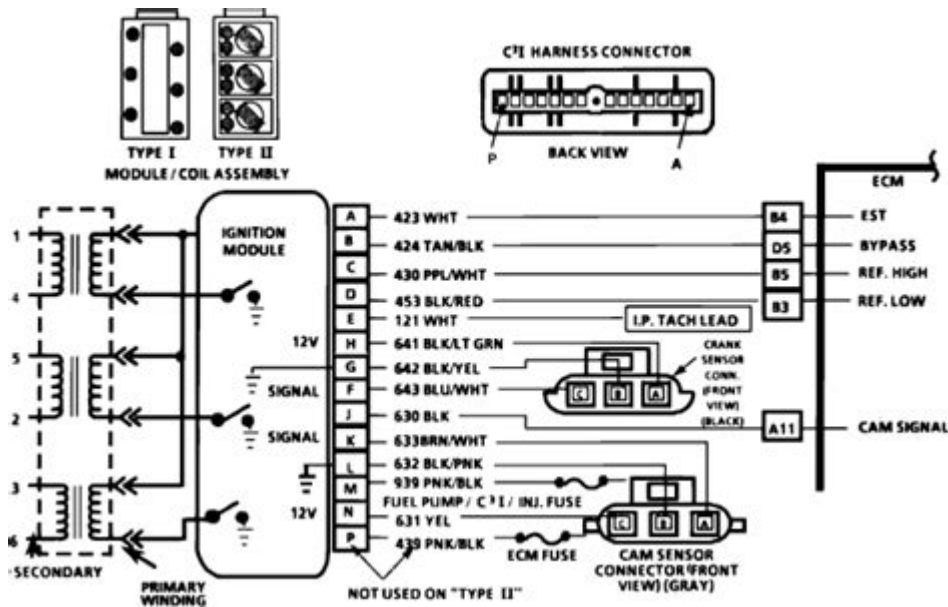 C³I HARNESS CONNECTOR
TYPE I
TYPE II
MODULE / COIL ASSEMBLY
P
BACK VIEW
A
ECM
IGNITION
MODULE
1
4
5
2
3
6
SECONDARY
PRIMARY
WINDING
12V
SIGNAL
SIGNAL
12V
A 423 WHT B4 EST
B 424 TAN/BLK D5 BYPASS
C 430 PPL/WHT B5 REF. HIGH
D 453 BLK/RED B3 REF. LOW
E 121 WHT I.P. TACH LEAD
H 641 BLK/LT GRN
G 642 BLK/YEL
F 643 BLU/WHT
J 630 BLK A11 CAM SIGNAL
K 633BRN/WHT
L 632 BLK/PNK
M 939 PNK/BLK
FUEL PUMP / C³I / INJ. FUSE
N 631 YEL
P 439 PNK/BLK
ECM FUSE
NOT USED ON "TYPE II"
CRANK
SENSOR
CONN.
(FRONT
VIEW)
(BLACK)
C B A
C B A
CAM SENSOR
CONNECTOR (FRONT
VIEW) (GRAY)